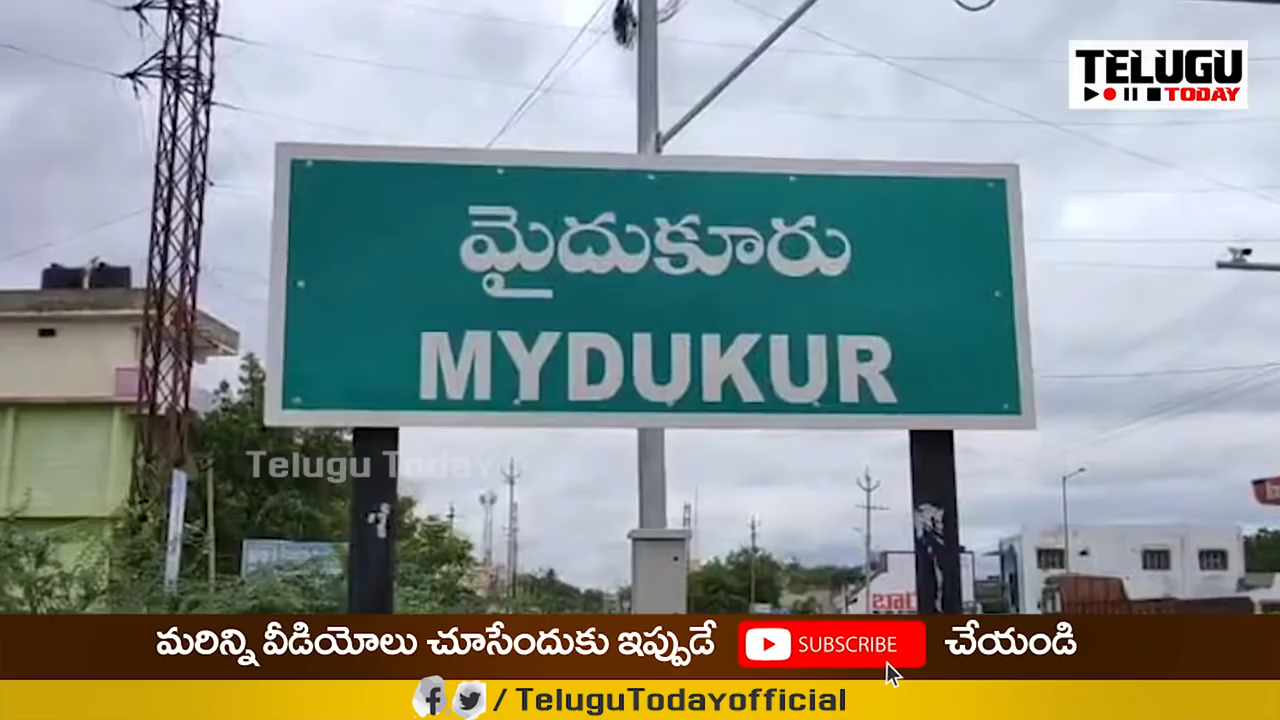 TELUGU
TODAY
మైదుకూరు
MYDUKUR
Telugu Today
మరిన్ని వీడియోలు చూసేందుకు ఇప్పుడే SUBSCRIBE చేయండి
/ TeluguTodayofficial